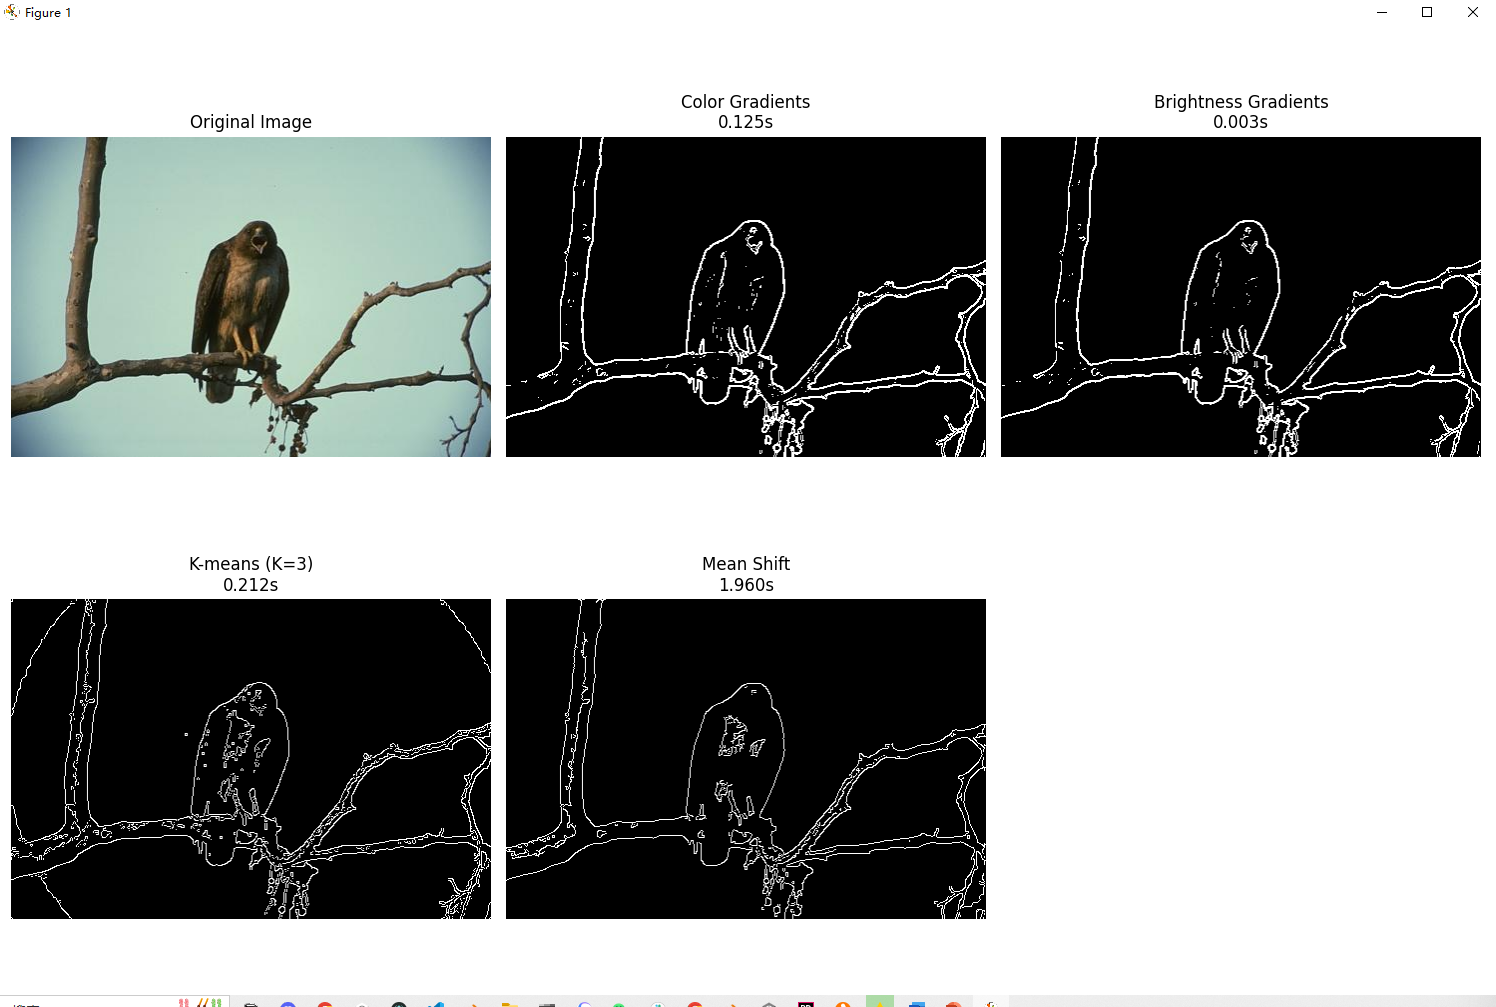 Figure 1
Original Image
Color Gradients
0.125s
Brightness Gradients
0.003s
K-means (K=3)
0.212s
Mean Shift
1.960s